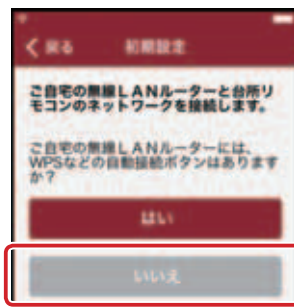 戻る 初期設定
ご自宅の無線LANルーターと台所リ
モコンのネットワークを接続します。
ご自宅の無線LANルーターには、
WPSなどの自動接続ボタンはあります
か?
はい
いいえ